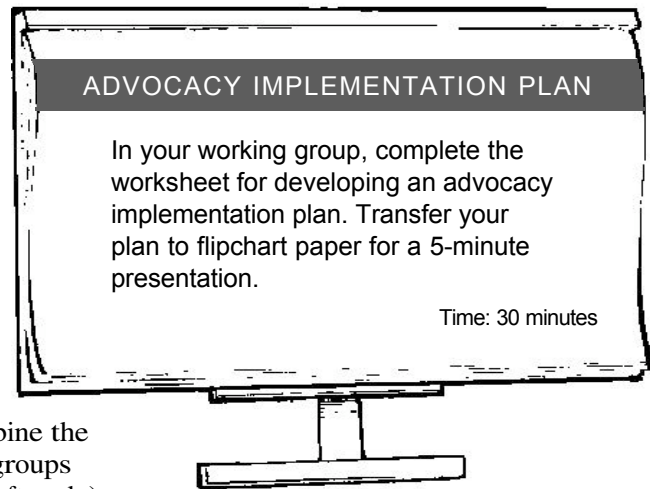 ADVOCACY IMPLEMENTATION PLAN
In your working group, complete the
worksheet for developing an advocacy
implementation plan. Transfer your
plan to flipchart paper for a 5-minute
presentation.
Time: 30 minutes
groups